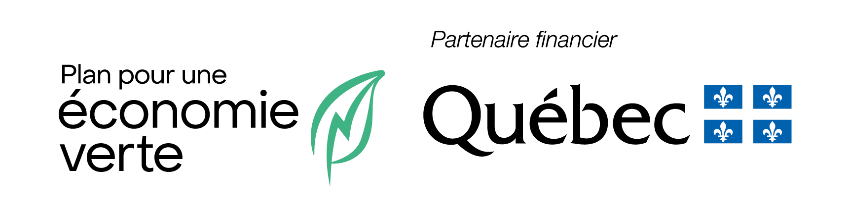 Plan pour une
économie
verte
Partenaire financier
Québec